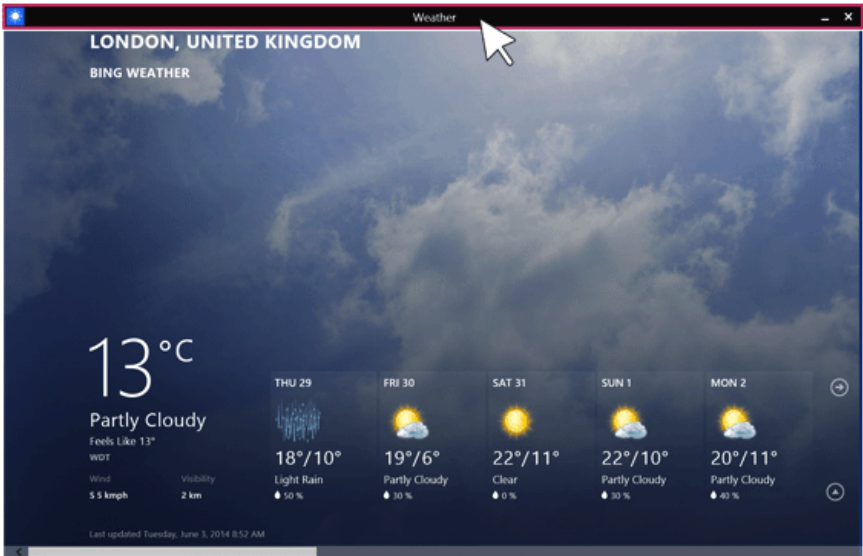 Weather
LONDON, UNITED KINGDOM
BING WEATHER
13°C
Partly Cloudy
Feels Like 13°
WDT
Wind Visibility
S 5 kmph 2 km
THU 29 FRI 30 SAT 31 SUN 1 MON 2
18°/10° 19°/6° 22°/11° 22°/10° 20°/11°
Light Rain Partly Cloudy Clear Partly Cloudy Partly Cloudy
50 % 30 % 0 % 30 % 40 %
Last updated Tuesday, June 3, 2014 8:52 AM